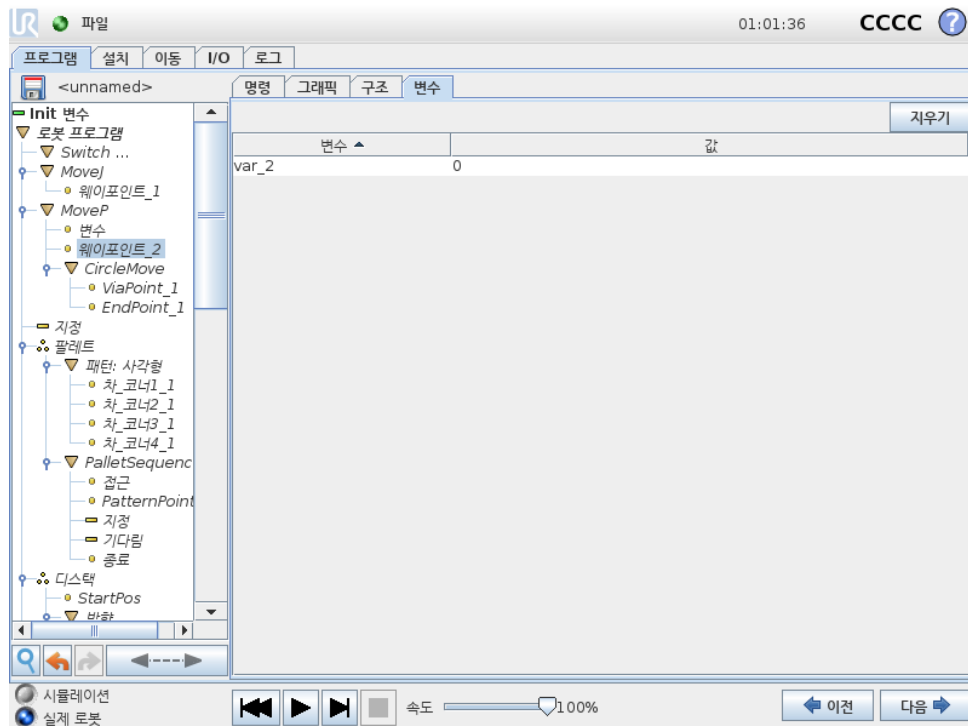 UR 파일 01:01:36 CCCC ?
프로그램 설치 이동 I/O 로그
<unnamed> 명령 그래픽 구조 변수
지우기
변수 값
var_2 0
Init 변수
로봇 프로그램
Switch ...
MoveJ
웨이포인트_1
MoveP
변수
웨이포인트_2
CircleMove
ViaPoint_1
EndPoint_1
지정
팔레트
패턴: 사각형
차_코너1_1
차_코너2_1
차_코너3_1
차_코너4_1
PalletSequenc
접근
PatternPoint
지정
기다림
종료
디스택
StartPos
방향
시뮬레이션
실제 로봇
속도 100% 이전 다음